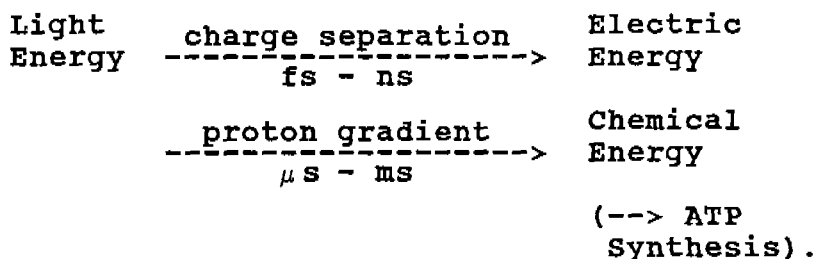 Light charge separation Electric
Energy ------------------> Energy
fs - ns
proton gradient Chemical
------------------> Energy
μs - ms
(--> ATP
Synthesis).